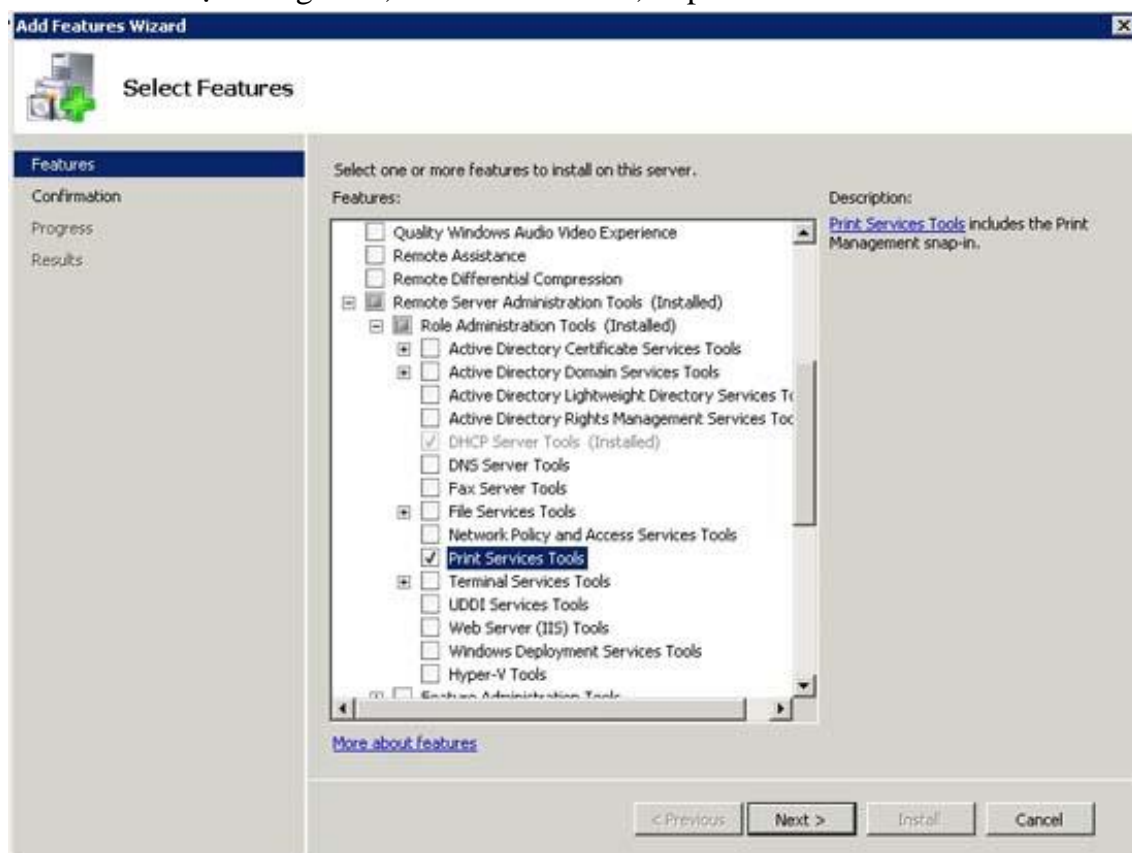 Add Features Wizard
Select Features
Features
Confirmation
Progress
Results
Select one or more features to install on this server.
Features:
Quality Windows Audio Video Experience
Remote Assistance
Remote Differential Compression
Remote Server Administration Tools (Installed)
Role Administration Tools (Installed)
Active Directory Certificate Services Tools
Active Directory Domain Services Tools
Active Directory Lightweight Directory Services
Active Directory Rights Management Services
DHCP Server Tools (Installed)
DNS Server Tools
Fax Server Tools
File Services Tools
Network Policy and Access Services Tools
Print Services Tools
Terminal Services Tools
UDDI Services Tools
Web Server (IIS) Tools
Windows Deployment Services Tools
Hyper-V Tools
Feature Administration Tools
More about features
Description:
Print Services Tools includes the Print
Management snap-in.
< Previous
Next >
Install
Cancel